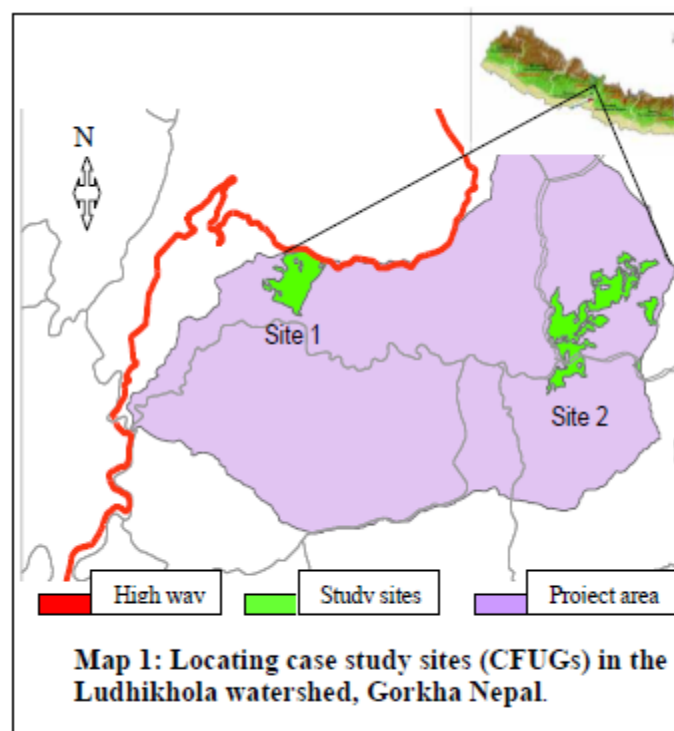 N
Site 1
Site 2
High way
Study sites
Project area
Map 1: Locating case study sites (CFUGs) in the
Ludhikhola watershed, Gorkha Nepal.